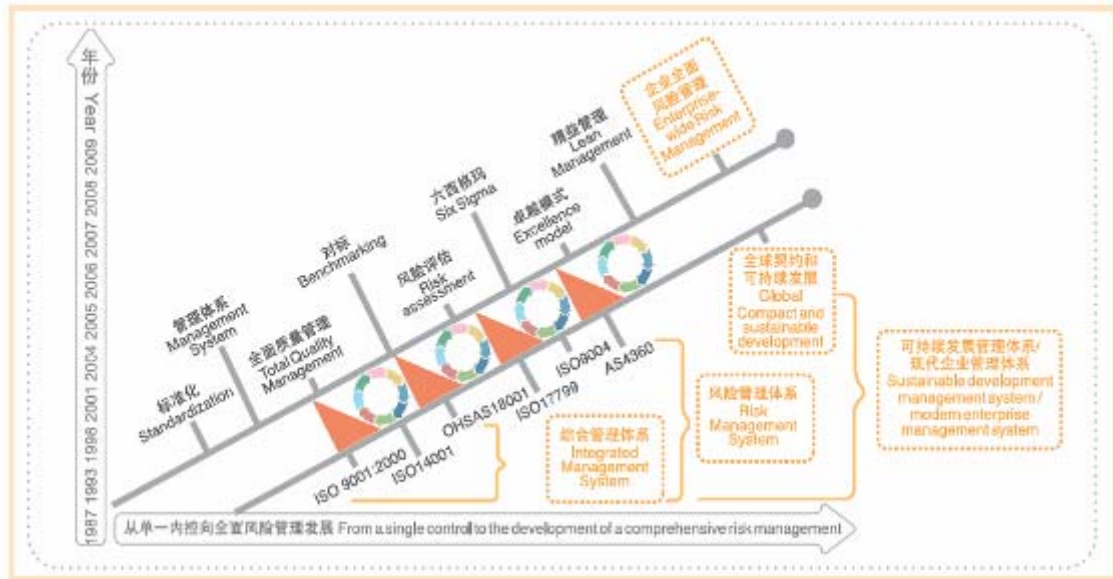 年份 Year
1987 1993 1998 2001 2004 2005 2006 2007 2008 2009
标准化
Standardization
管理体系
Management
System
全面质量管理
Total Quality
Management
对标
Benchmarking
风险评估
Risk
assessment
六西格玛
Six Sigma
卓越模式
Excellence
model
精益管理
Lean
Management
企业全面
风险管理
Enterprise-
wide Risk
Management
ISO 9001:2000
ISO14001
OHSAS18001
ISO17799
ISO9004
AS4360
全球契约和
可持续发展
Global
Compact and
sustainable
development
综合管理体系
Integrated
Management
System
风险管理体系
Risk
Management
System
可持续发展管理体系/
现代企业管理体系
Sustainable development
management system /
modern enterprise
management system
从单一内控向全面风险管理发展 From a single control to the development of a comprehensive risk management